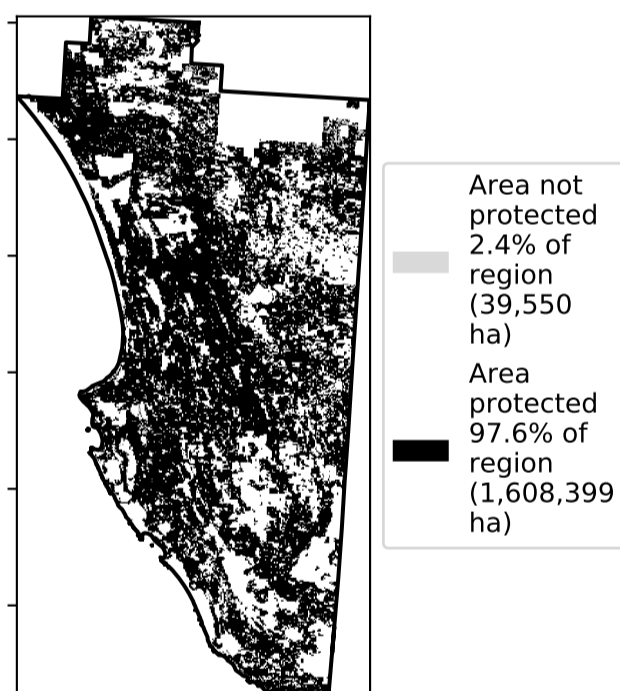 Area not
protected
2.4% of
region
(39,550
ha)
Area
protected
97.6% of
region
(1,608,399
ha)